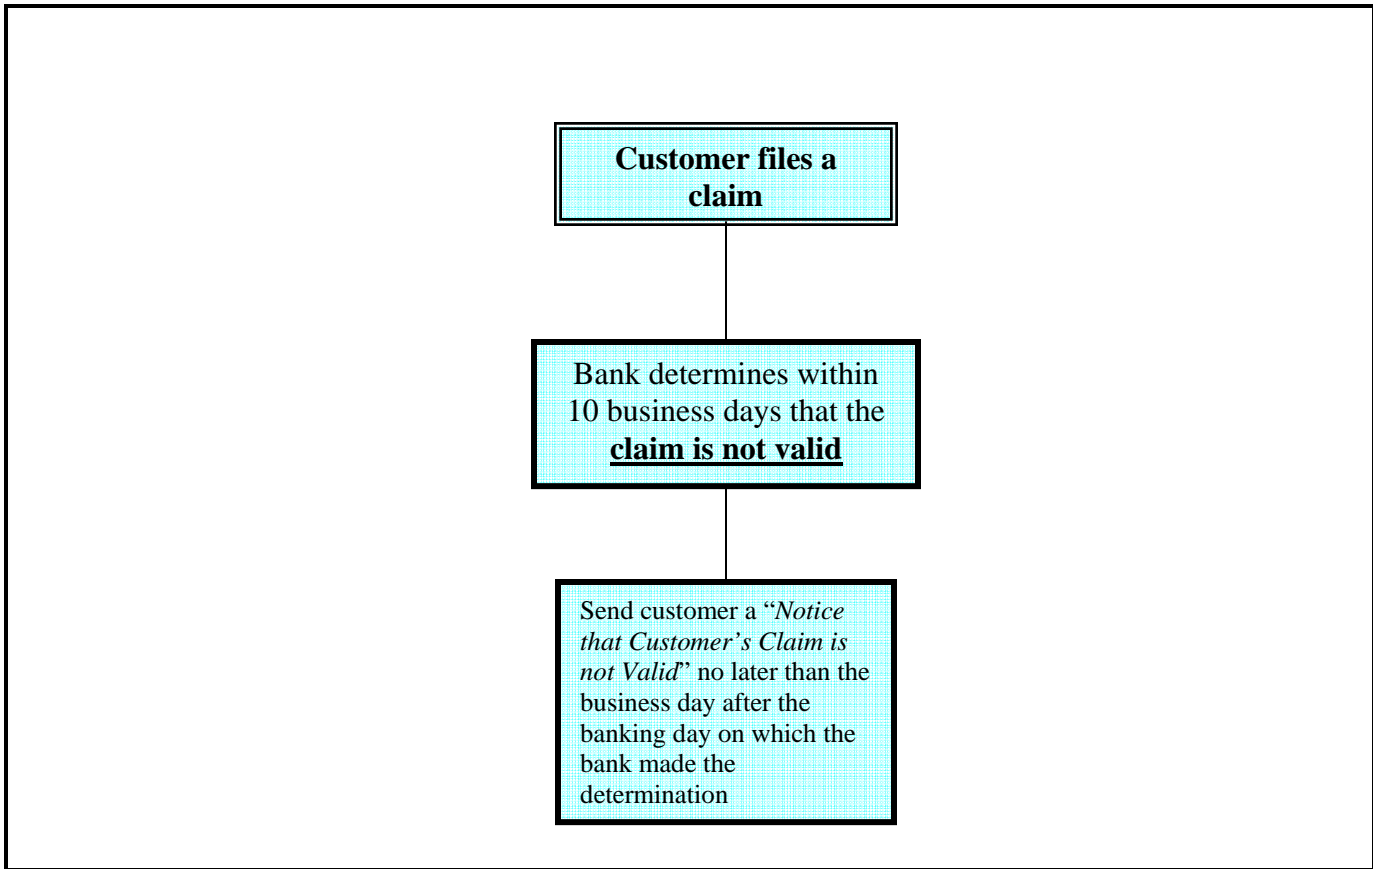 Customer files a
claim
Bank determines within
10 business days that the
claim is not valid
Send customer a “Notice
that Customer’s Claim is
not Valid” no later than the
business day after the
banking day on which the
bank made the
determination